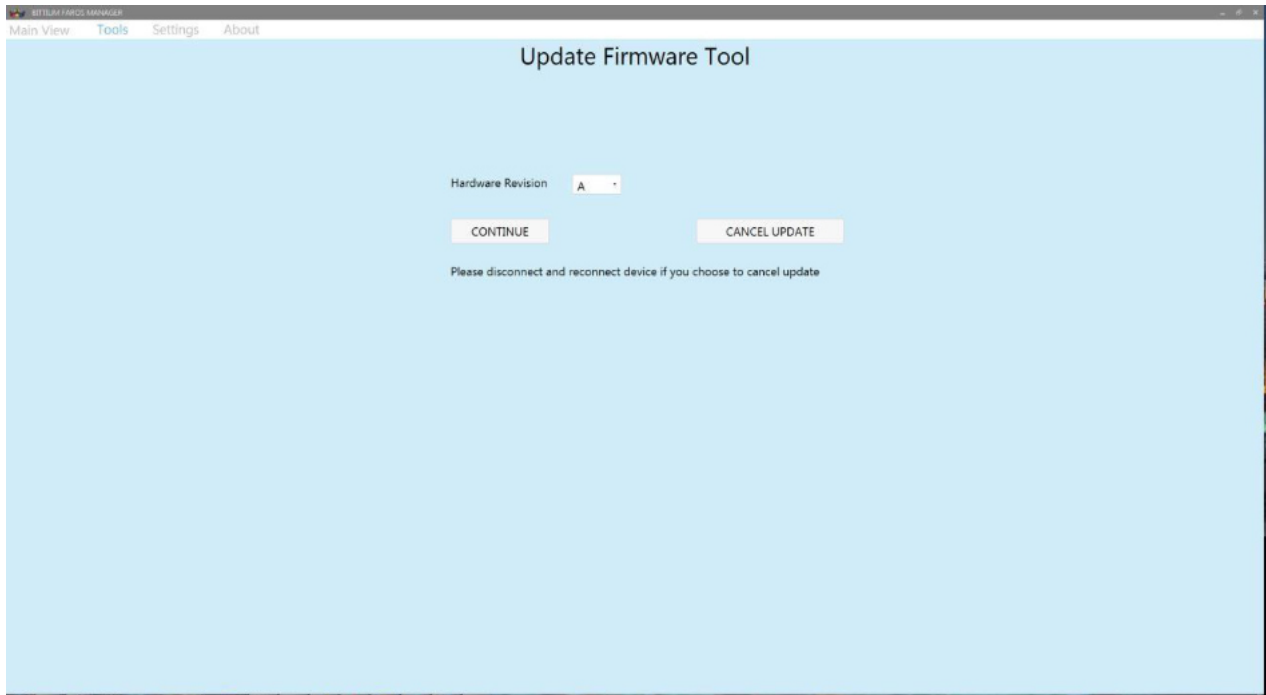 BITTIUM FAROS MANAGER
Main View Tools Settings About
Update Firmware Tool
Hardware Revision A
CONTINUE CANCEL UPDATE
Please disconnect and reconnect device if you choose to cancel update